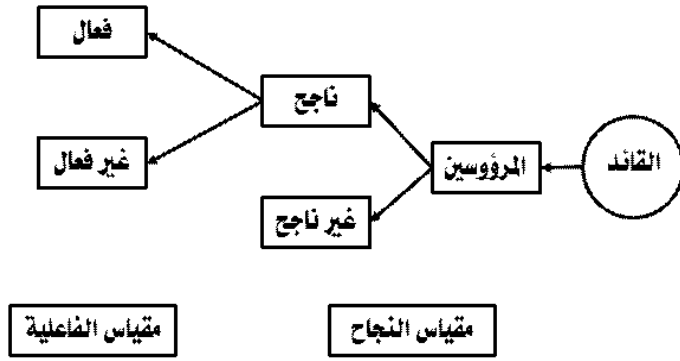 القائد
المرؤوسين
ناجح
غير ناجح
فعال
غير فعال
مقياس النجاح
مقياس الفاعلية